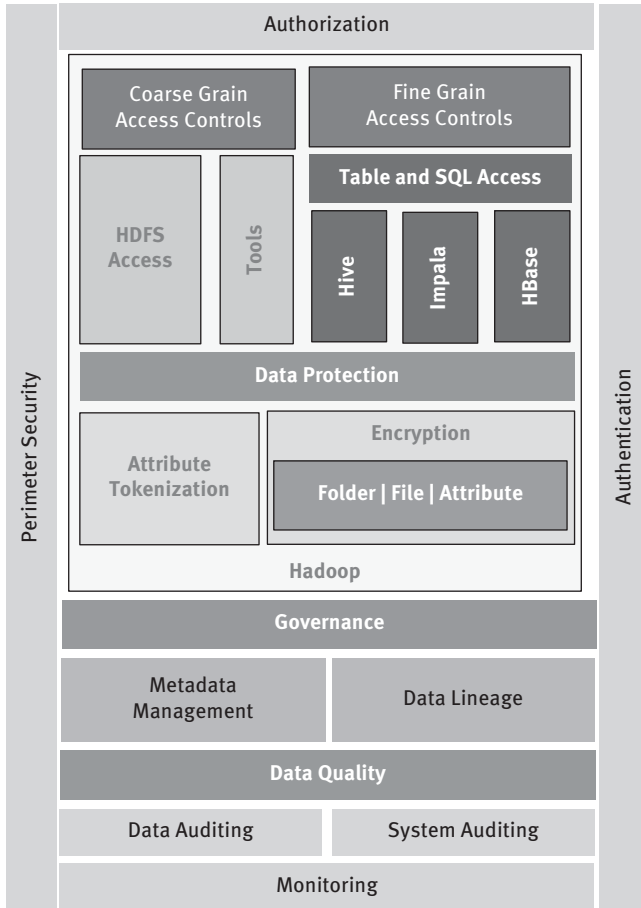 Authorization
Coarse Grain
Access Controls
Fine Grain
Access Controls
Table and SQL Access
HDFS
Access
Tools
Hive
Impala
HBase
Data Protection
Attribute
Tokenization
Encryption
Folder | File | Attribute
Hadoop
Perimeter Security
Authentication
Governance
Metadata
Management
Data Lineage
Data Quality
Data Auditing
System Auditing
Monitoring